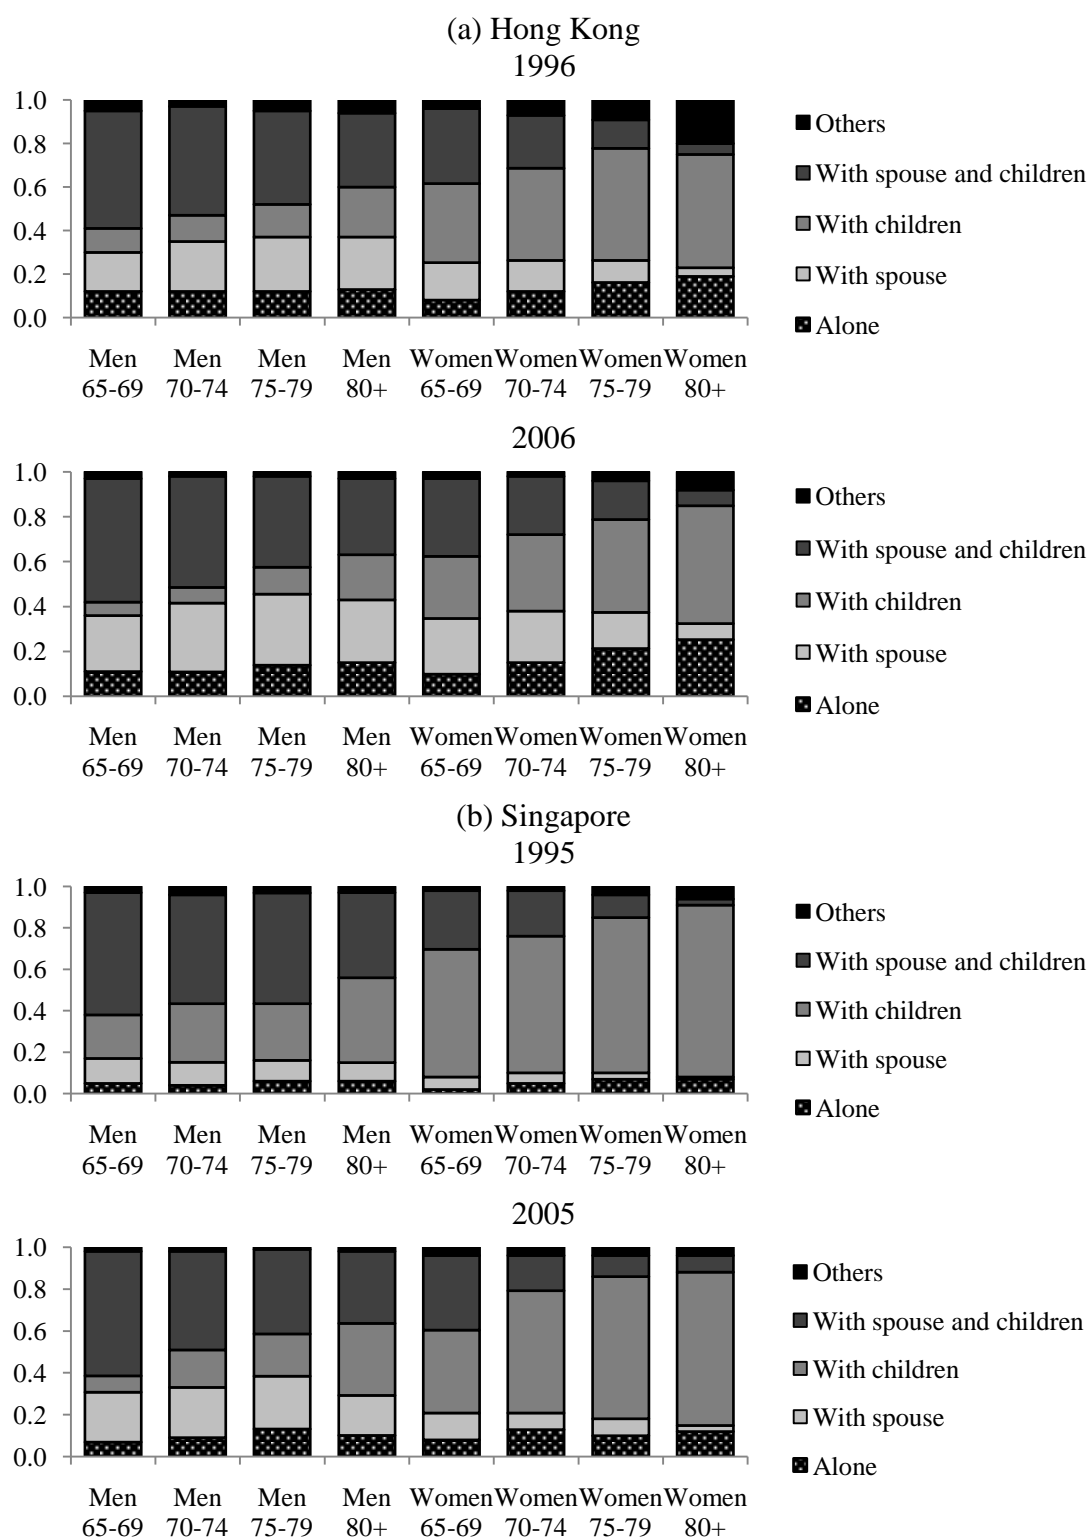 (a) Hong Kong
1996
1.0
0.8
0.6
0.4
0.2
0.0
Men Men Men Men Women Women Women Women
65-69 70-74 75-79 80+ 65-69 70-74 75-79 80+
Others
With spouse and children
With children
With spouse
Alone
2006
1.0
0.8
0.6
0.4
0.2
0.0
Men Men Men Men Women Women Women Women
65-69 70-74 75-79 80+ 65-69 70-74 75-79 80+
Others
With spouse and children
With children
With spouse
Alone
(b) Singapore
1995
1.0
0.8
0.6
0.4
0.2
0.0
Men Men Men Men Women Women Women Women
65-69 70-74 75-79 80+ 65-69 70-74 75-79 80+
Others
With spouse and children
With children
With spouse
Alone
2005
1.0
0.8
0.6
0.4
0.2
0.0
Men Men Men Men Women Women Women Women
65-69 70-74 75-79 80+ 65-69 70-74 75-79 80+
Others
With spouse and children
With children
With spouse
Alone